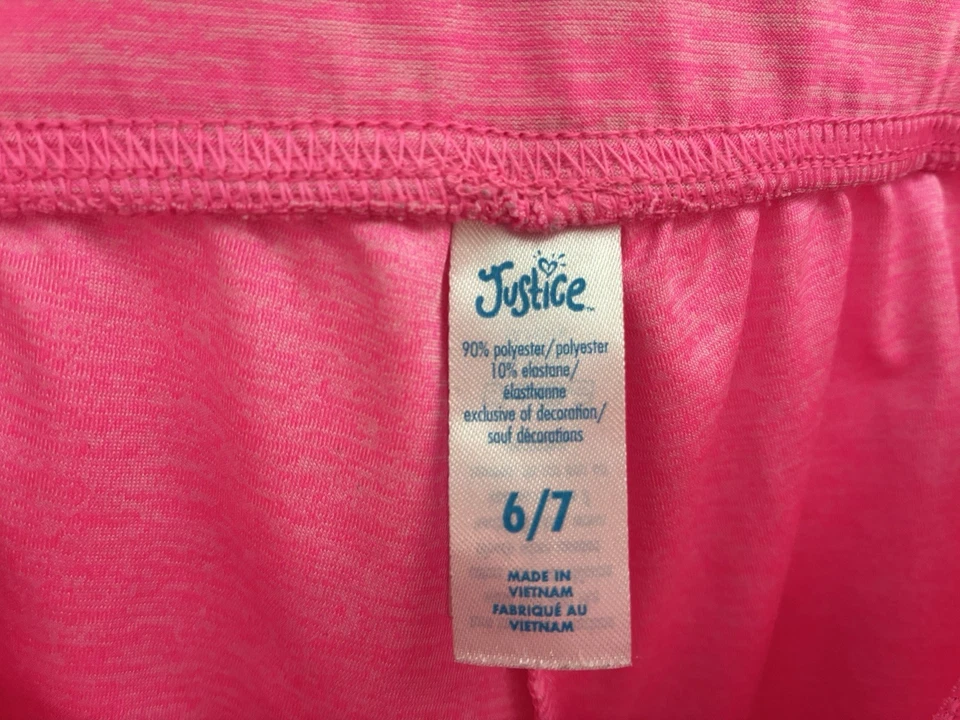 Justice™
90% polyester/polyester
10% elastane/
élasthanne
exclusive of decoration/
sauf décorations
6/7
MADE IN
VIETNAM
FABRIQUÉ AU
VIETNAM